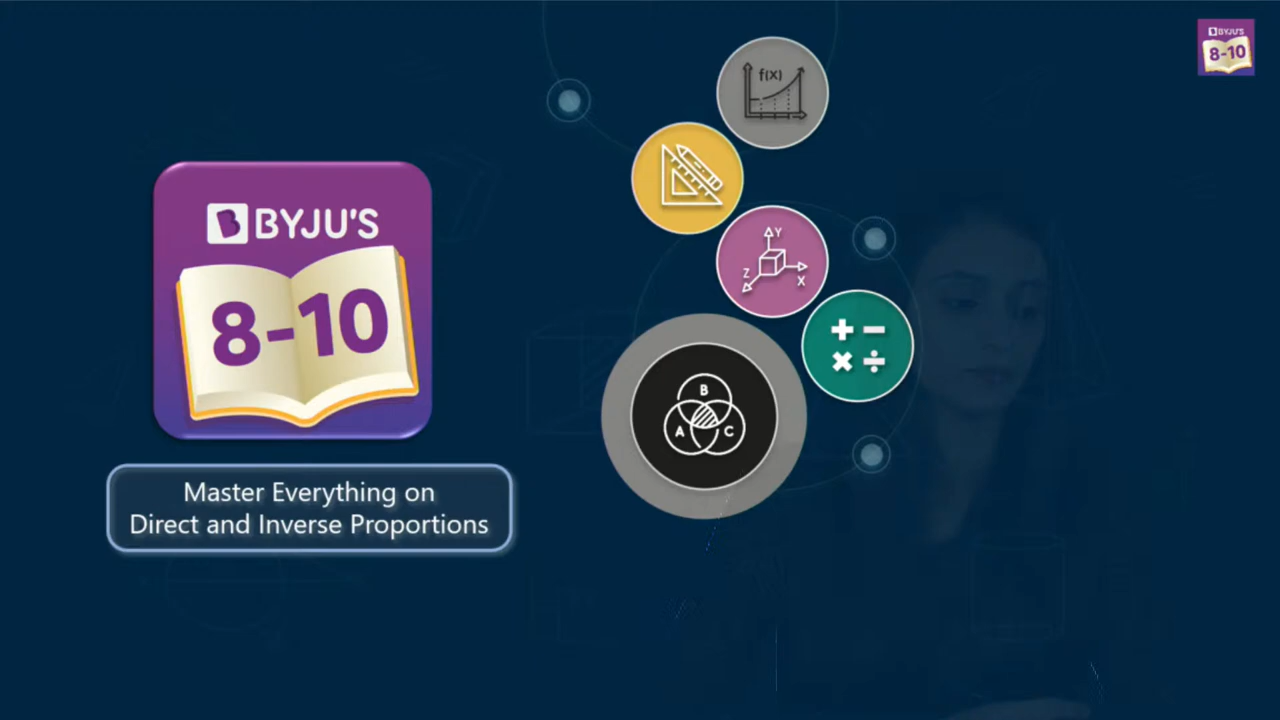 BYJU'S
8-10
Master Everything on
Direct and Inverse Proportions
f(x)
Y
Z
X
B
A
C
BYJU'S
8-10